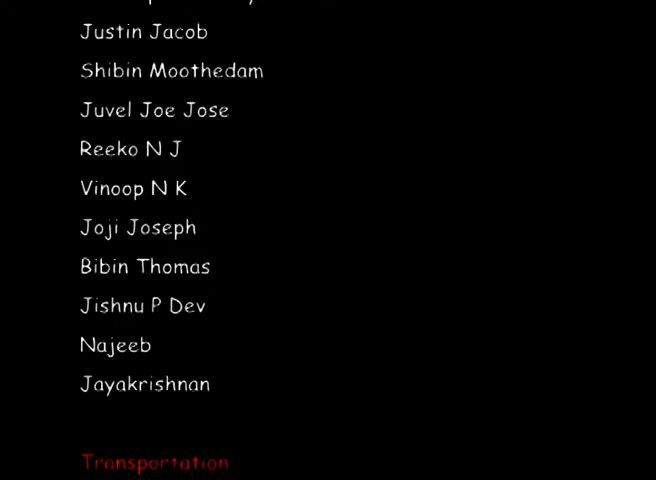 Justin Jacob
Shibin Moothedam
Juvel Joe Jose
Reeko N J
Vinoop N K
Joji Joseph
Bibin Thomas
Jishnu P Dev
Najeeb
Jayakrishnan
Transportation